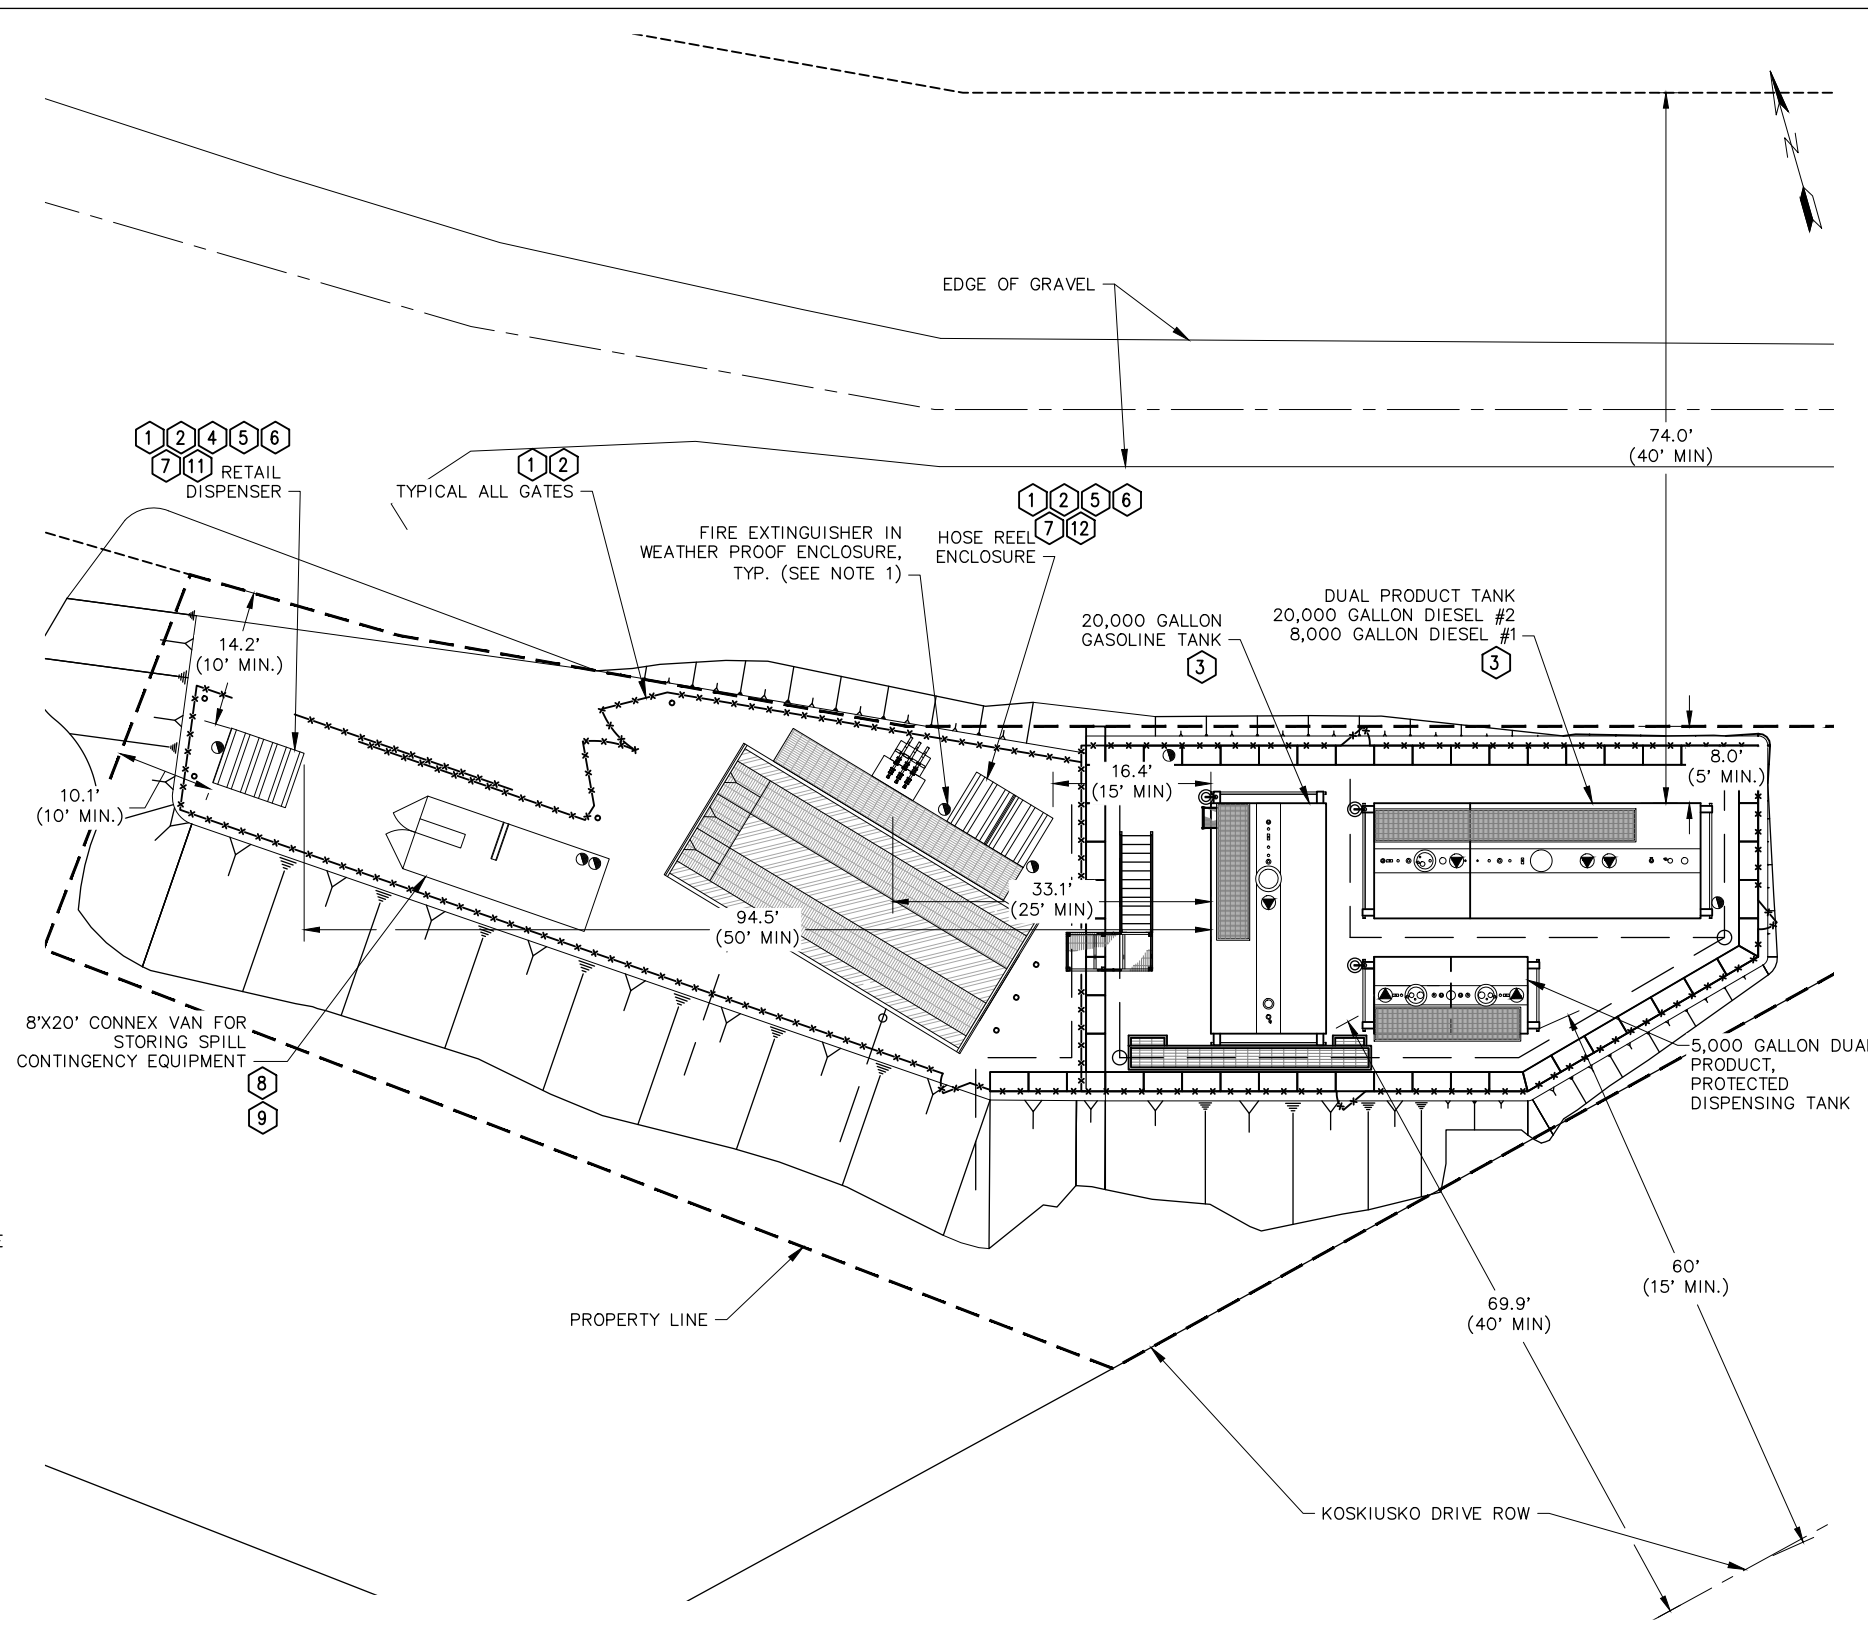 N
EDGE OF GRAVEL
74.0'
(40' MIN)
1 2 4 5 6
7 11 RETAIL
DISPENSER
1 2
TYPICAL ALL GATES
FIRE EXTINGUISHER IN
WEATHER PROOF ENCLOSURE,
TYP. (SEE NOTE 1)
1 2 5 6
7 12
HOSE REEL
ENCLOSURE
20,000 GALLON
GASOLINE TANK
3
DUAL PRODUCT TANK
20,000 GALLON DIESEL #2
8,000 GALLON DIESEL #1
3
14.2'
(10' MIN.)
10.1'
(10' MIN.)
16.4'
(15' MIN)
8.0'
(5' MIN.)
33.1'
(25' MIN)
94.5'
(50' MIN)
8'X20' CONNEX VAN FOR
STORING SPILL
CONTINGENCY EQUIPMENT
8
9
5,000 GALLON DUAL
PRODUCT,
PROTECTED
DISPENSING TANK
E
60'
(15' MIN.)
69.9'
(40' MIN)
PROPERTY LINE
KOSKIUSKO DRIVE ROW